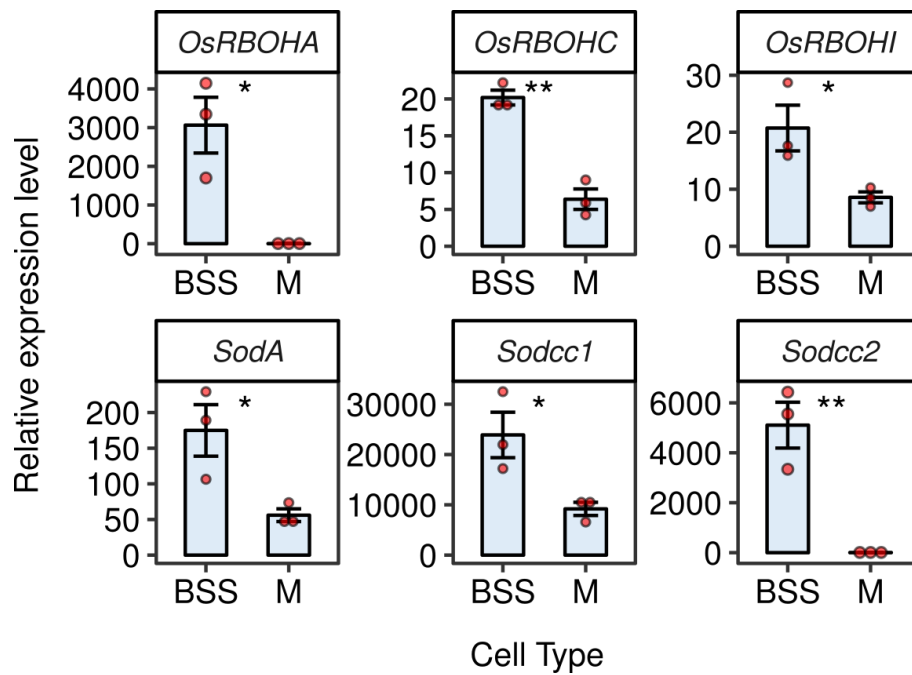 Relative expression level
OsRBOHA
*
4000
3000
2000
1000
0
BSS M
OsRBOHC
**
20
15
10
5
0
BSS M
OsRBOHI
*
30
20
10
0
BSS M
SodA
*
200
150
100
50
0
BSS M
Sodcc1
*
30000
20000
10000
0
BSS M
Sodcc2
**
6000
4000
2000
0
BSS M
Cell Type